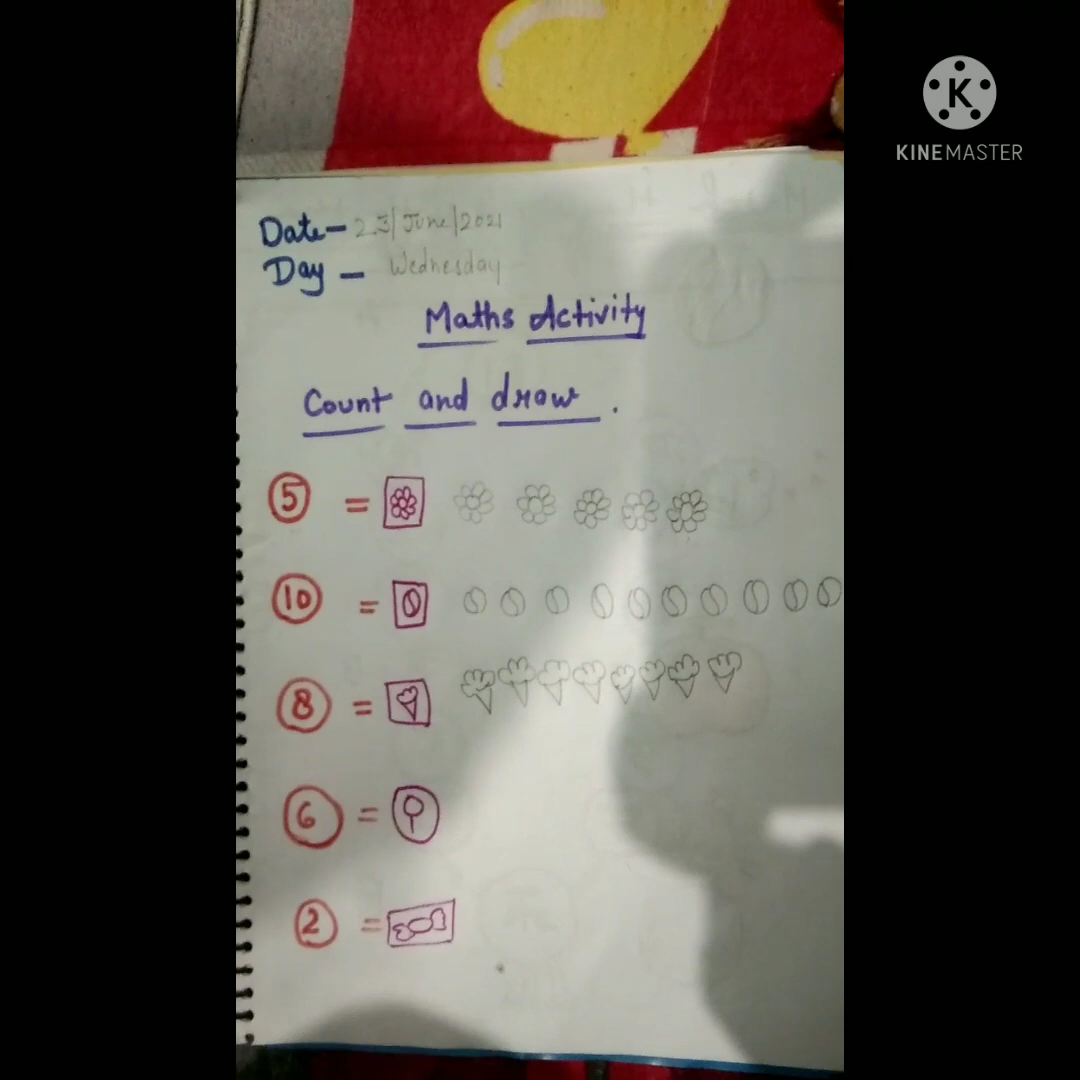 K
KINEMASTER
Date- 23/June/2021
Day - Wednesday
Maths Activity
Count and draw.
5 =
10 =
8 =
6 =
2 =